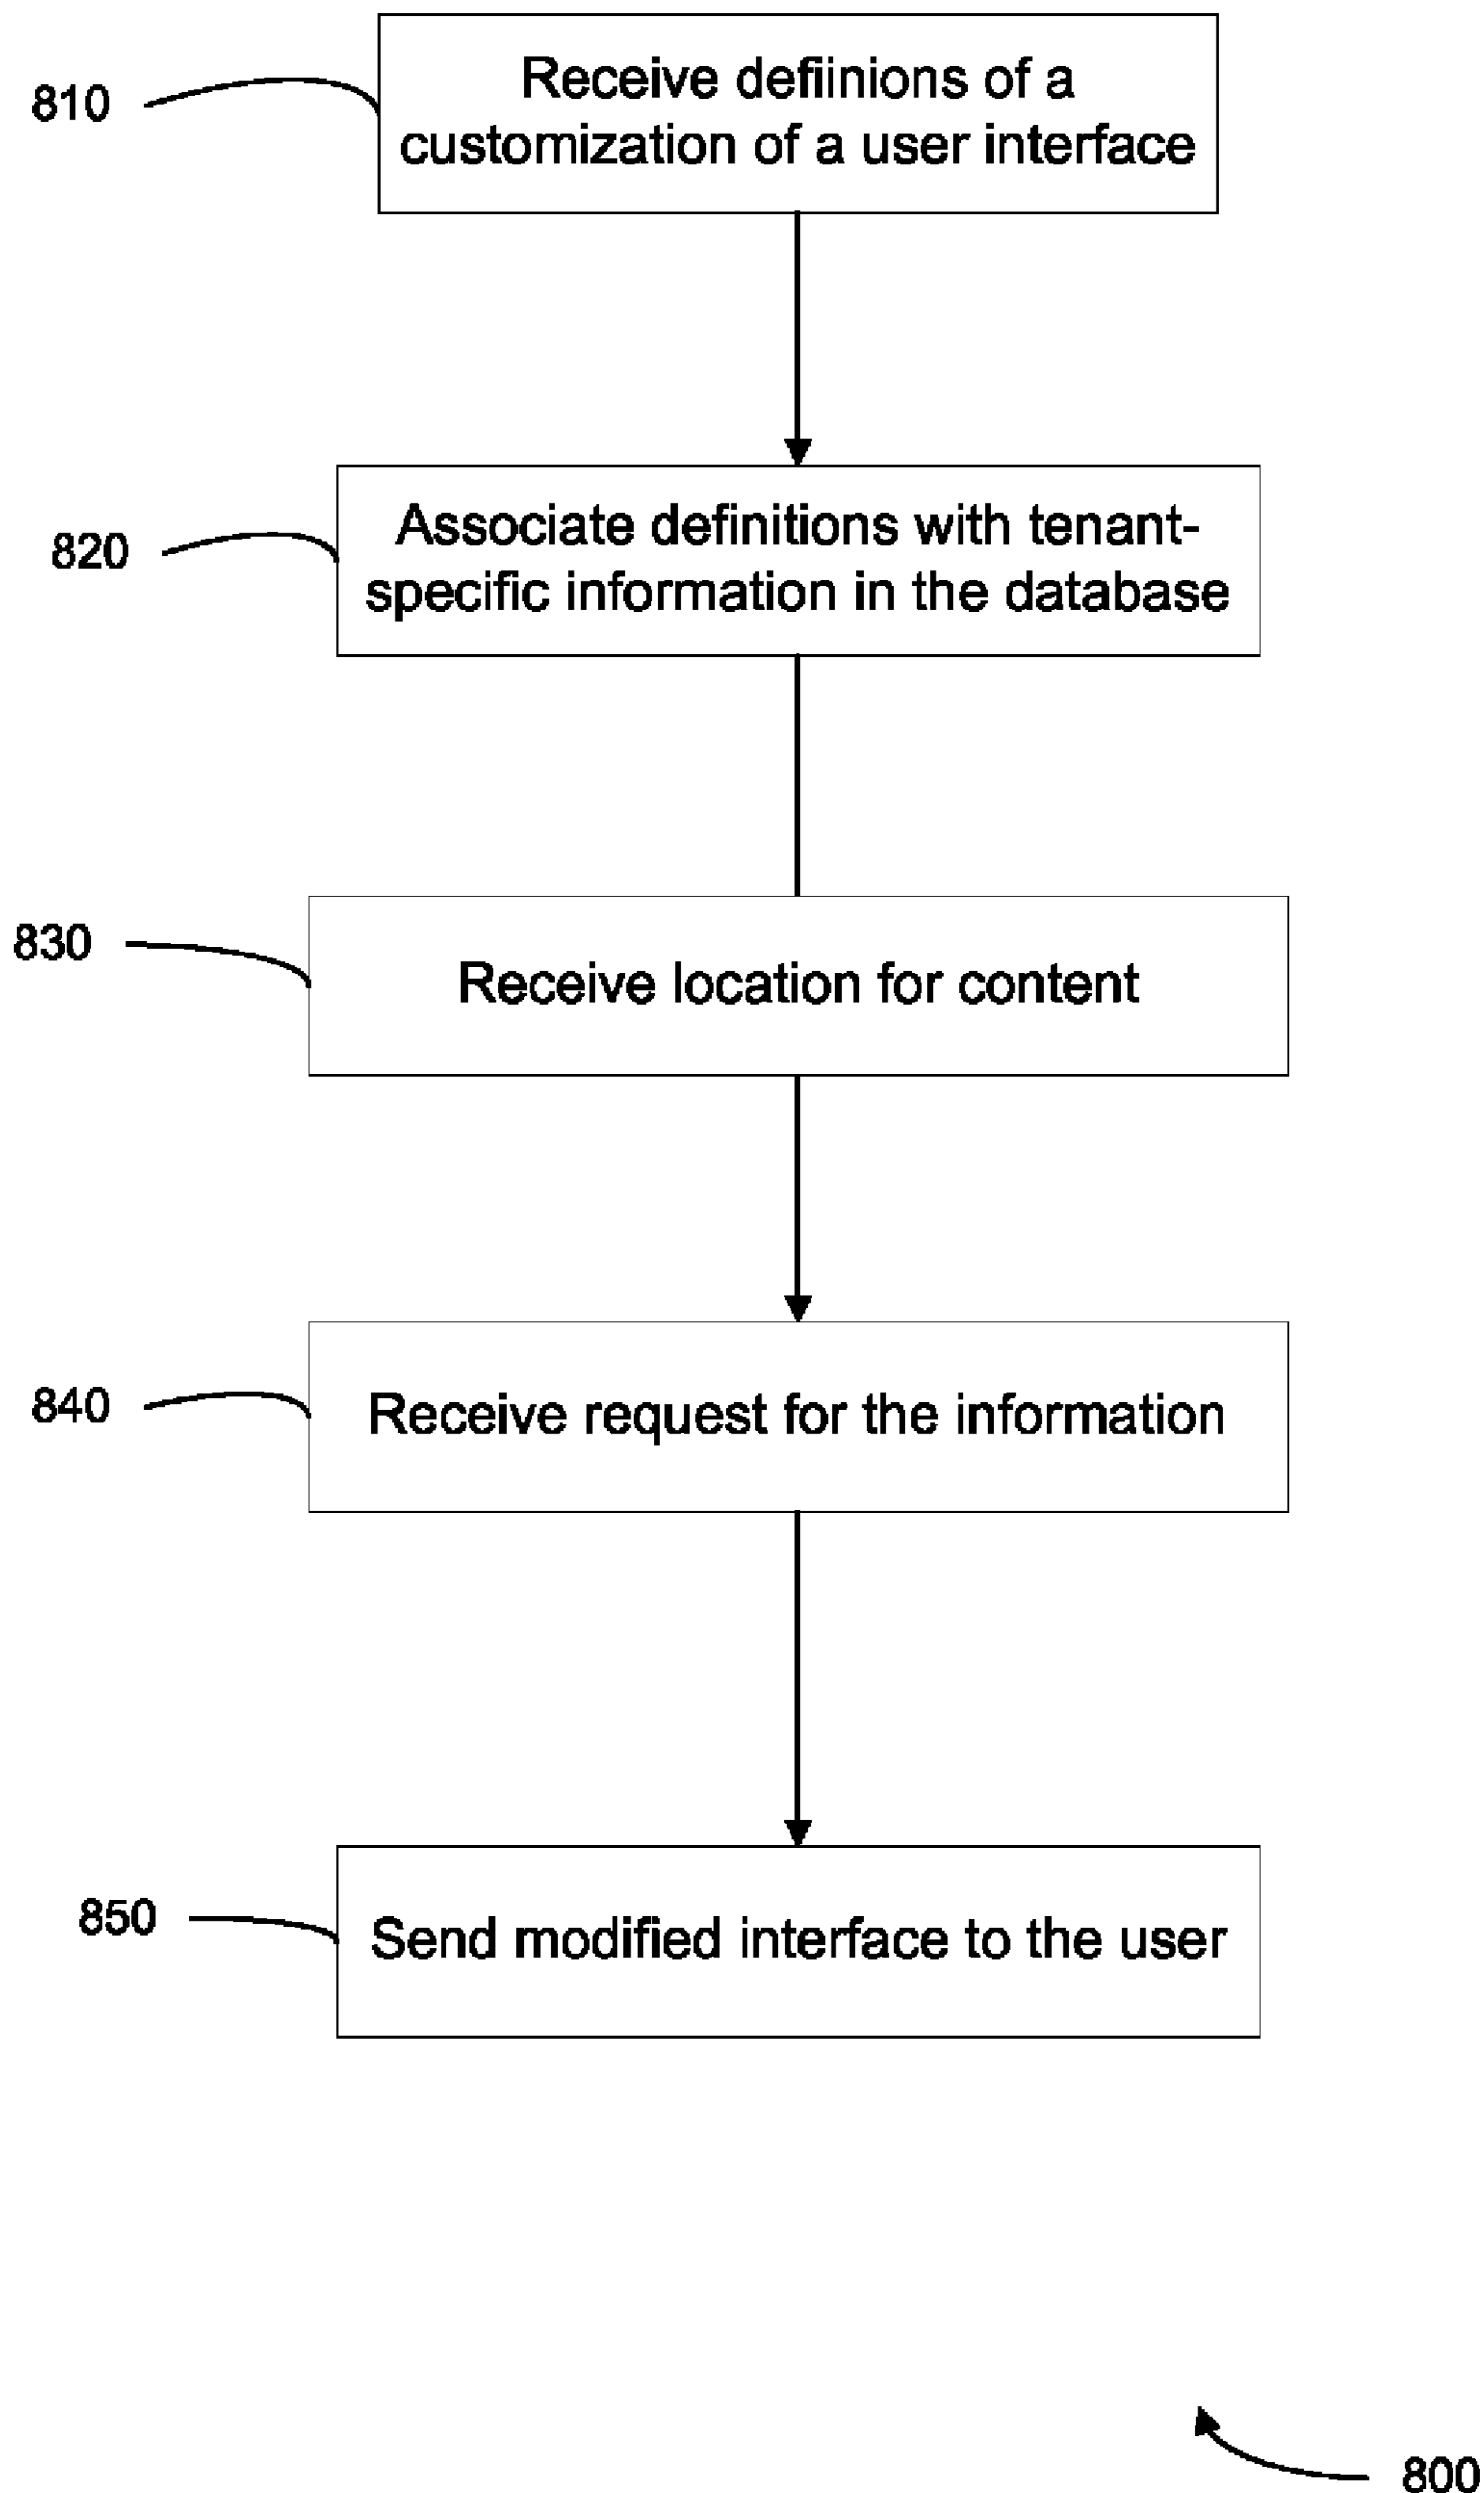 810
Receive defiinions of a
customization of a user interface
820
Associate definitions with tenant-
specific information in the database
830
Receive location for content
840
Receive request for the information
850
Send modified interface to the user
800